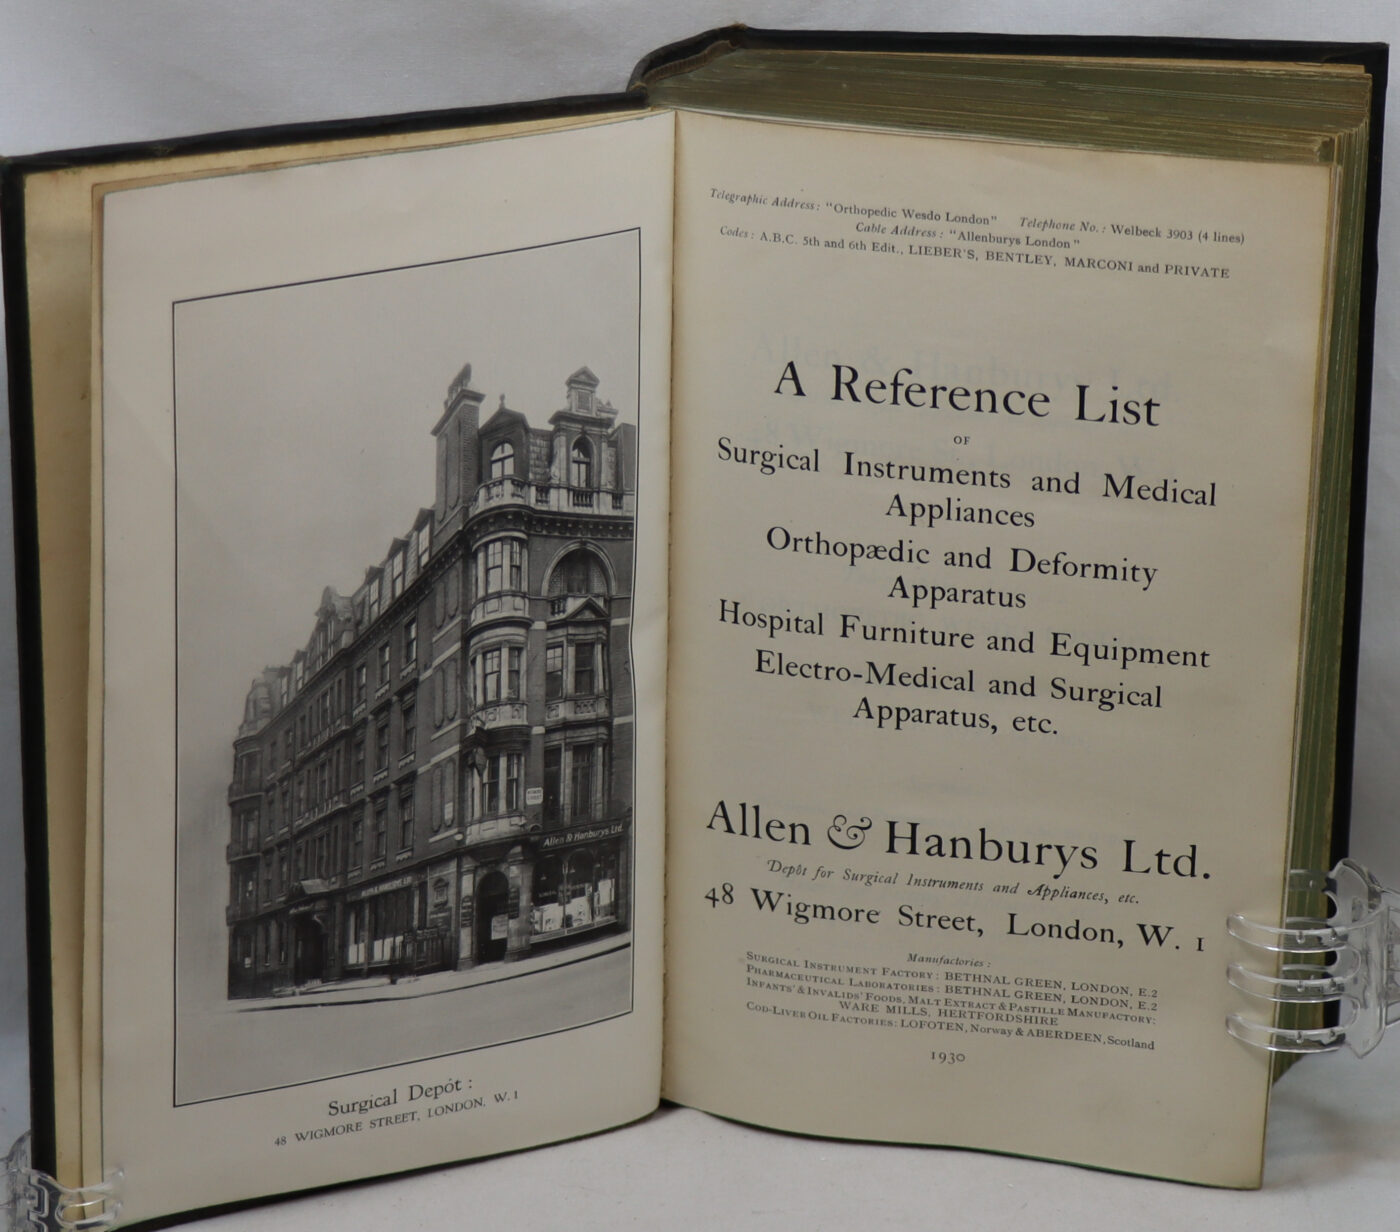 Allen & Hanburys Ltd.
Surgical Depôt :
48 WIGMORE STREET, LONDON, W. 1
Telegraphic Address : "Orthopedic Wesdo London" Telephone No. : Welbeck 3903 (4 lines)
Cable Address : "Allenburys London"
Codes : A.B.C. 5th and 6th Edit., LIEBER'S, BENTLEY, MARCONI and PRIVATE
A Reference List
OF
Surgical Instruments and Medical
Appliances
Orthopædic and Deformity
Apparatus
Hospital Furniture and Equipment
Electro-Medical and Surgical
Apparatus, etc.
Allen & Hanburys Ltd.
Depôt for Surgical Instruments and Appliances, etc.
48 Wigmore Street, London, W. 1
Manufactories :
SURGICAL INSTRUMENT FACTORY : BETHNAL GREEN, LONDON, E.2
PHARMACEUTICAL LABORATORIES : BETHNAL GREEN, LONDON, E.2
INFANTS' & INVALIDS' FOODS, MALT EXTRACT & PASTILLE MANUFACTORY:
WARE MILLS, HERTFORDSHIRE
COD-LIVER OIL FACTORIES : LOFOTEN, Norway & ABERDEEN, Scotland
1930